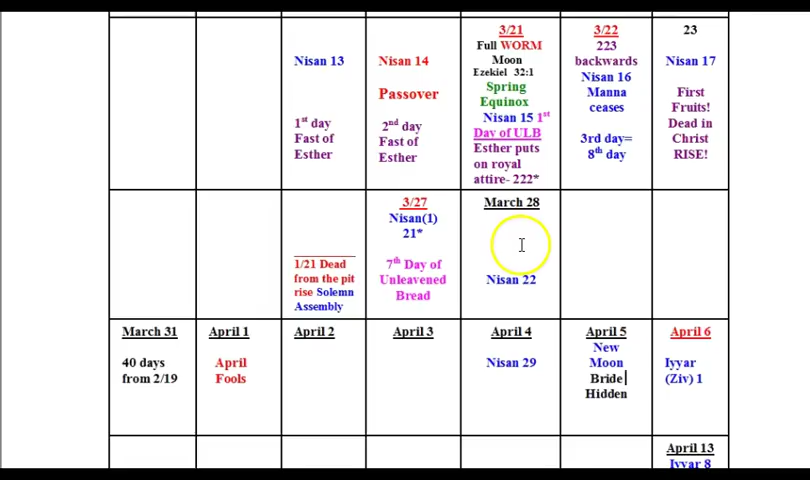 Nisan 13
1st day
Fast of
Esther
Nisan 14
Passover
2nd day
Fast of
Esther
3/21
Full WORM
Moon
Ezekiel 32:1
Spring
Equinox
Nisan 15 1st
Day of ULB
Esther puts
on royal
attire- 222*
3/22
223
backwards
Nisan 16
Manna
ceases
3rd day=
8th day
23
Nisan 17
First
Fruits!
Dead in
Christ
RISE!
1/21 Dead
from the pit
rise Solemn
Assembly
3/27
Nisan(1)
21*
7th Day of
Unleavened
Bread
March 28
Nisan 22
March 31
40 days
from 2/19
April 1
April
Fools
April 2
April 3
April 4
Nisan 29
April 5
New
Moon
Bride
Hidden
April 6
Iyyar
(Ziv) 1
April 13
Iyyar 8